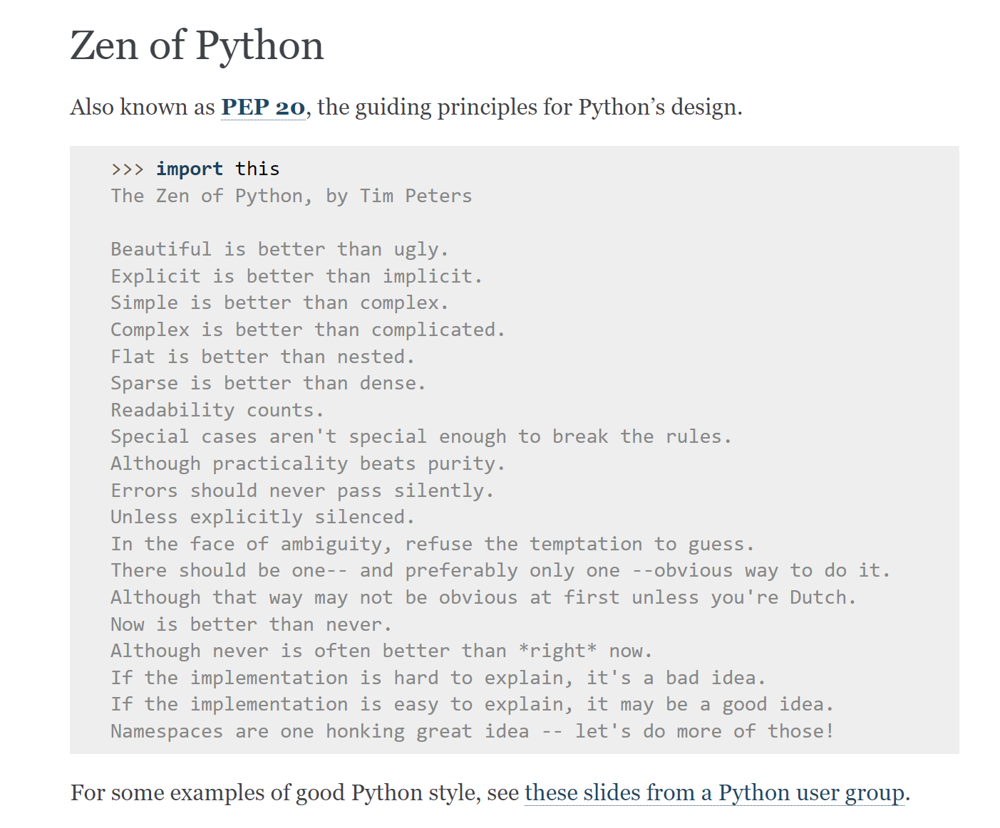 Zen of Python
Also known as PEP 20, the guiding principles for Python’s design.
>>> import this
The Zen of Python, by Tim Peters
Beautiful is better than ugly.
Explicit is better than implicit.
Simple is better than complex.
Complex is better than complicated.
Flat is better than nested.
Sparse is better than dense.
Readability counts.
Special cases aren't special enough to break the rules.
Although practicality beats purity.
Errors should never pass silently.
Unless explicitly silenced.
In the face of ambiguity, refuse the temptation to guess.
There should be one-- and preferably only one --obvious way to do it.
Although that way may not be obvious at first unless you're Dutch.
Now is better than never.
Although never is often better than *right* now.
If the implementation is hard to explain, it's a bad idea.
If the implementation is easy to explain, it may be a good idea.
Namespaces are one honking great idea -- let's do more of those!
For some examples of good Python style, see these slides from a Python user group.